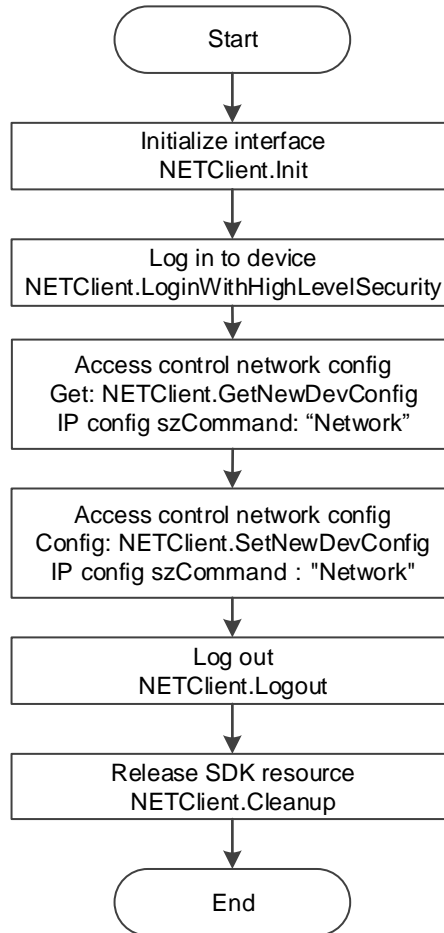 Start
Initialize interface
NETClient.Init
Log in to device
NETClient.LoginWithHighLevelSecurity
Access control network config
Get: NETClient.GetNewDevConfig
IP config szCommand: “Network”
Access control network config
Config: NETClient.SetNewDevConfig
IP config szCommand : "Network"
Log out
NETClient.Logout
Release SDK resource
NETClient.Cleanup
End